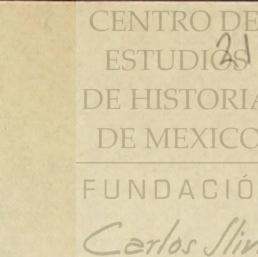 CENTRO DE
ESTUDIOS
21
DE HISTORIA
DE MEXICO
FUNDACIÓ
Carlos Slim